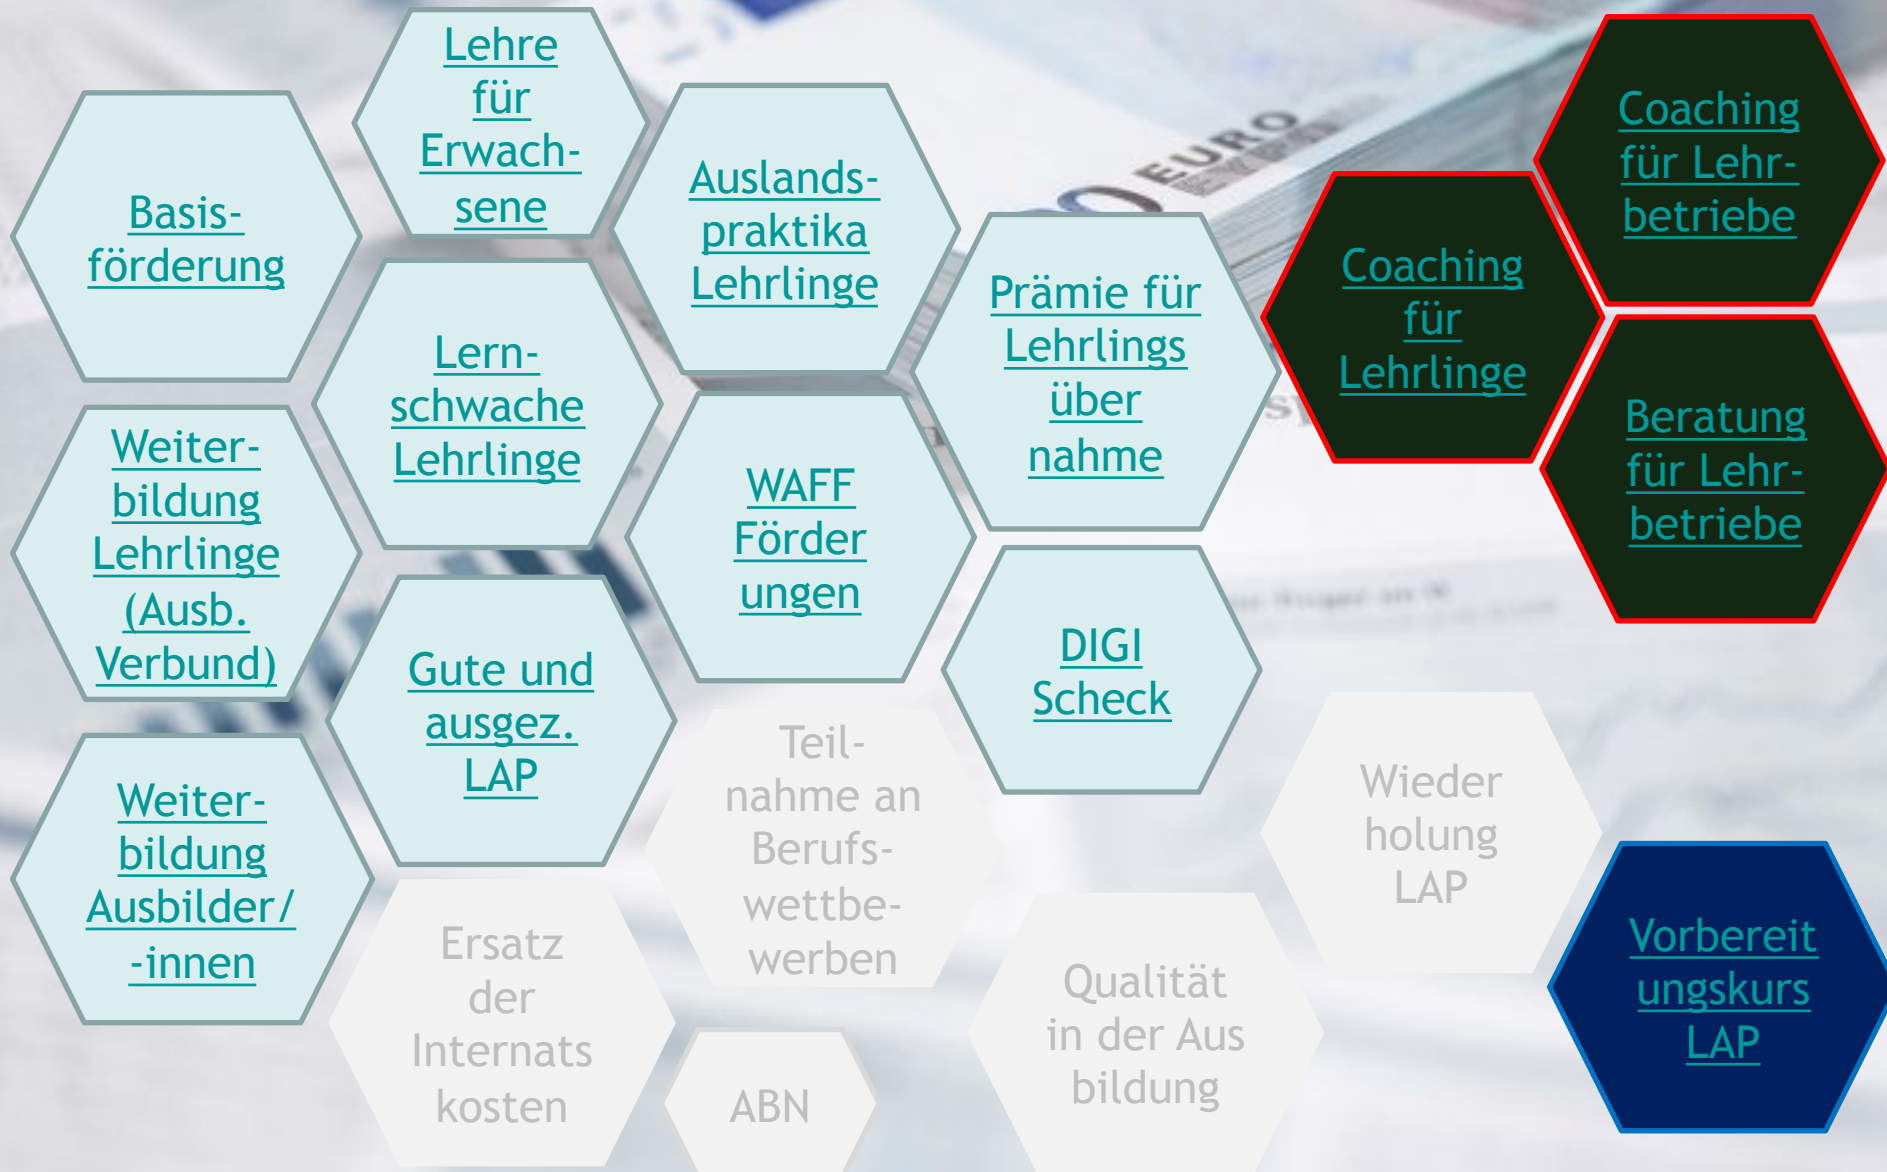 Lehre
für
Erwach-
sene
Basis-
förderung
Auslands-
praktika
Lehrlinge
EURO
Coaching
für Lehr-
betriebe
Coaching
für
Lehrlinge
Prämie für
Lehrlings
über
nahme
Lern-
schwache
Lehrlinge
Beratung
für Lehr-
betriebe
Weiter-
bildung
Lehrlinge
(Ausb.
Verbund)
WAFF
Förder
ungen
DIGI
Scheck
Gute und
ausgez.
LAP
Teil-
nahme an
Berufs-
wettbe-
werben
Wieder
holung
LAP
Weiter-
bildung
Ausbilder/
-innen
Ersatz
der
Internats
kosten
ABN
Qualität
in der Aus
bildung
Vorbereit
ungskurs
LAP